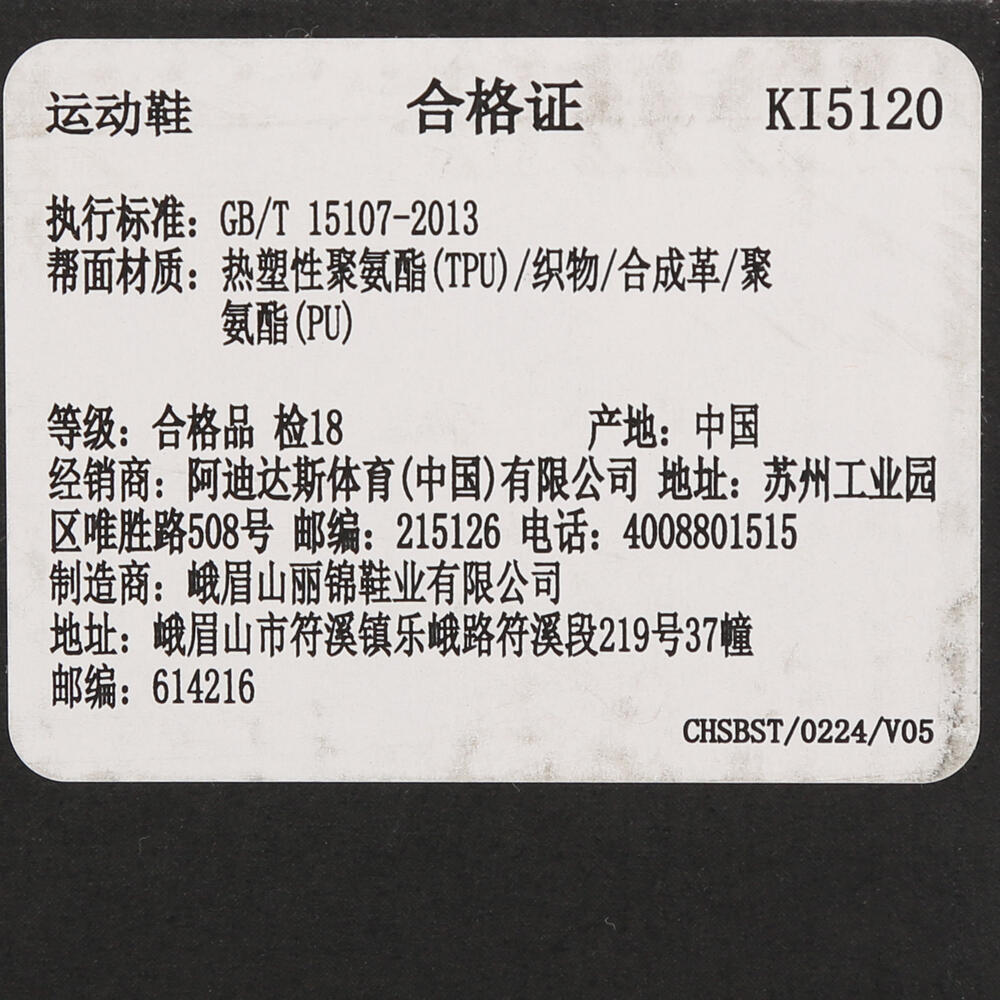 运动鞋 合格证 KI5120
执行标准：GB/T 15107-2013
帮面材质：热塑性聚氨酯(TPU)/织物/合成革/聚
氨酯(PU)
等级：合格品 检18 产地：中国
经销商：阿迪达斯体育(中国)有限公司 地址：苏州工业园
区唯胜路508号 邮编：215126 电话：4008801515
制造商：峨眉山丽锦鞋业有限公司
地址：峨眉山市符溪镇乐峨路符溪段219号37幢
邮编：614216
CHSBST/0224/V05